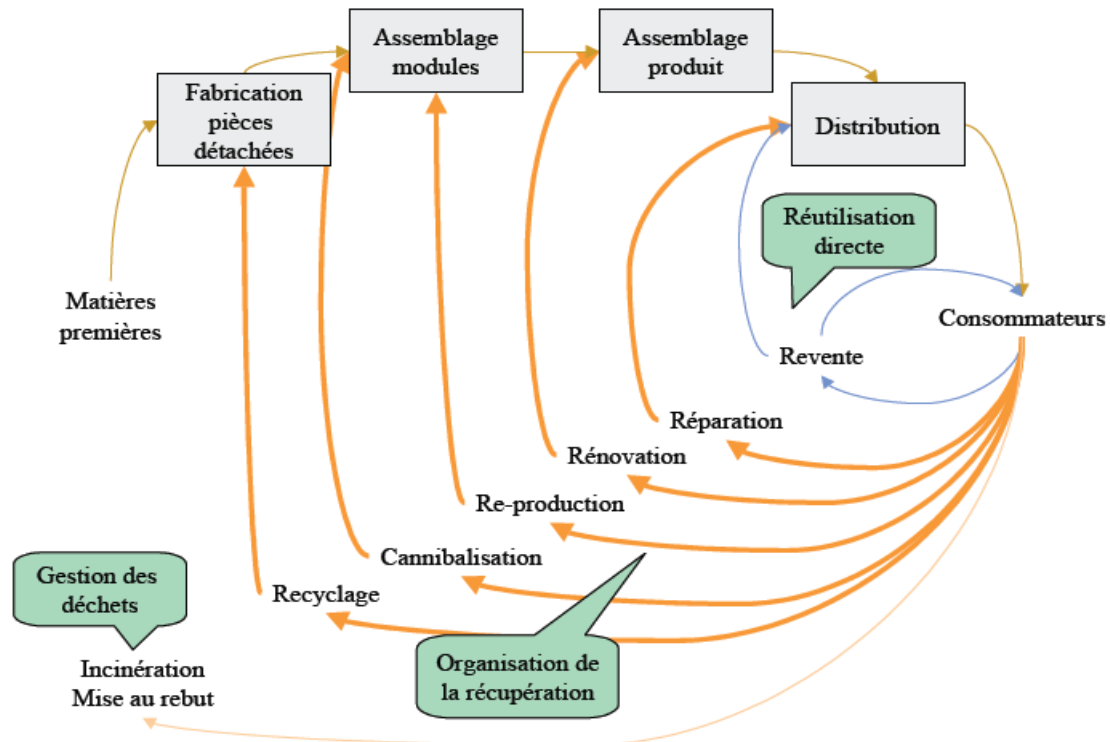 Assemblage
modules
Assemblage
produit
Fabrication
pièces
détachées
Distribution
Réutilisation
directe
Matières
premières
Consommateurs
Revente
Réparation
Rénovation
Re-production
Cannibalisation
Recyclage
Gestion des
déchets
Incinération
Mise au rebut
Organisation de
la récupération